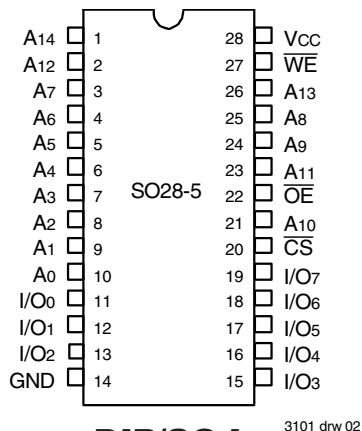 A14 1 28 VCC
A12 2 27 W̅E̅
A7 3 26 A13
A6 4 25 A8
A5 5 24 A9
A4 6 23 A11
A3 7 SO28-5 22 O̅E̅
A2 8 21 A10
A1 9 20 C̅S̅
A0 10 19 I/O7
I/O0 11 18 I/O6
I/O1 12 17 I/O5
I/O2 13 16 I/O4
GND 14 15 I/O3
3101 drw 02